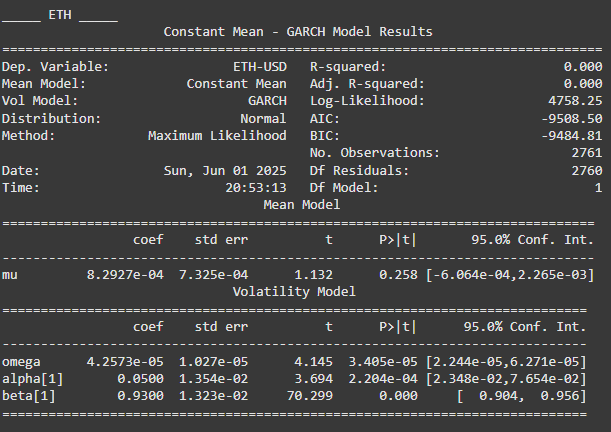 _____ ETH _____
Constant Mean - GARCH Model Results
==============================================================================
Dep. Variable: ETH-USD R-squared: 0.000
Mean Model: Constant Mean Adj. R-squared: 0.000
Vol Model: GARCH Log-Likelihood: 4758.25
Distribution: Normal AIC: -9508.50
Method: Maximum Likelihood BIC: -9484.81
No. Observations: 2761
Date: Sun, Jun 01 2025 Df Residuals: 2760
Time: 20:53:13 Df Model: 1
Mean Model
=============================================================================
coef std err t P>|t| 95.0% Conf. Int.
-----------------------------------------------------------------------------
mu 8.2927e-04 7.325e-04 1.132 0.258 [-6.064e-04,2.265e-03]
Volatility Model
============================================================================
coef std err t P>|t| 95.0% Conf. Int.
----------------------------------------------------------------------------
omega 4.2573e-05 1.027e-05 4.145 3.405e-05 [2.244e-05,6.271e-05]
alpha[1] 0.0500 1.354e-02 3.694 2.204e-04 [2.348e-02,7.654e-02]
beta[1] 0.9300 1.323e-02 70.299 0.000 [ 0.904, 0.956]
============================================================================